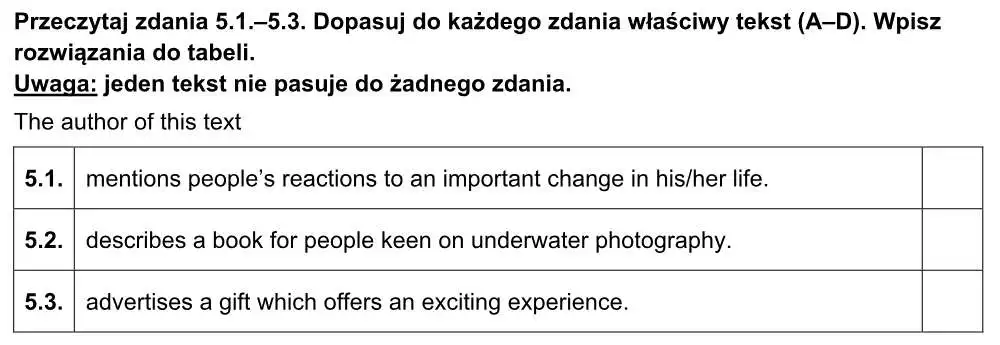 Przeczytaj zdania 5.1.–5.3. Dopasuj do każdego zdania właściwy tekst (A–D). Wpisz
rozwiązania do tabeli.
Uwaga: jeden tekst nie pasuje do żadnego zdania.
The author of this text
5.1. mentions people’s reactions to an important change in his/her life.
5.2. describes a book for people keen on underwater photography.
5.3. advertises a gift which offers an exciting experience.